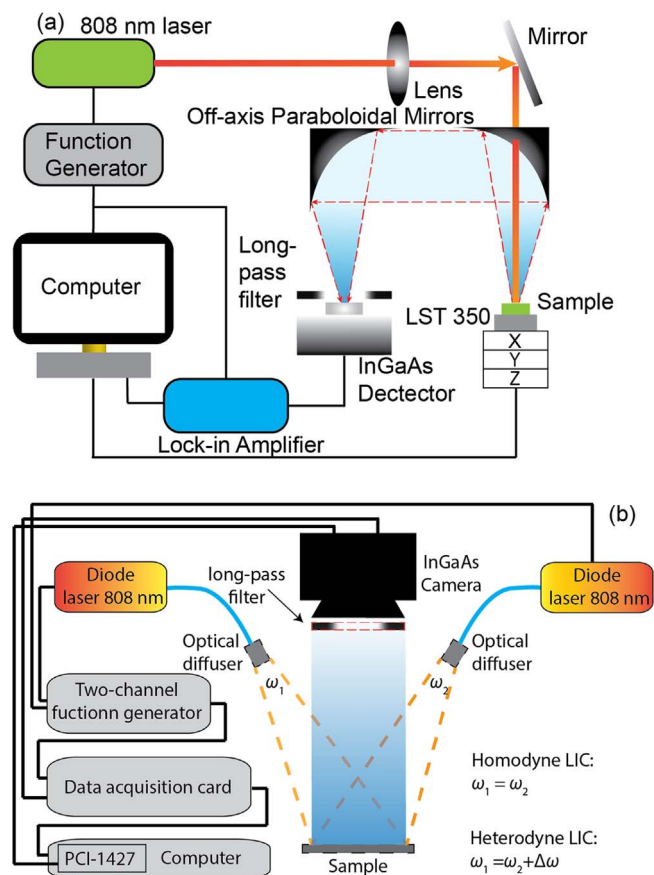 (a)
808 nm laser
Mirror
Lens
Off-axis Paraboloidal Mirrors
Function
Generator
Long-
pass
filter
Computer
Sample
LST 350
X
Y
Z
InGaAs
Dectector
Lock-in Amplifier
(b)
InGaAs
Camera
Diode
laser 808 nm
long-pass
filter
Diode
laser 808 nm
Optical
diffuser
Optical
diffuser
ω₁
ω₂
Two-channel
fuctionn generator
Homodyne LIC:
ω₁ = ω₂
Data acquisition card
Heterodyne LIC:
ω₁ =ω₂+Δω
PCI-1427 Computer
Sample